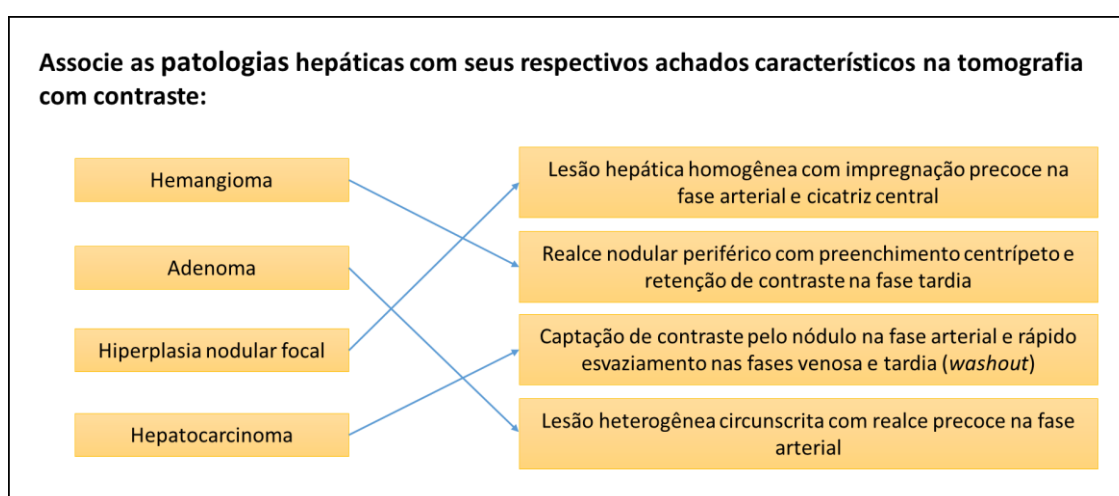 Associe as patologias hepáticas com seus respectivos achados característicos na tomografia
com contraste:
Hemangioma
Adenoma
Hiperplasia nodular focal
Hepatocarcinoma
Lesão hepática homogênea com impregnação precoce na
fase arterial e cicatriz central
Realce nodular periférico com preenchimento centrípeto e
retenção de contraste na fase tardia
Captação de contraste pelo nódulo na fase arterial e rápido
esvaziamento nas fases venosa e tardia (washout)
Lesão heterogênea circunscrita com realce precoce na fase
arterial